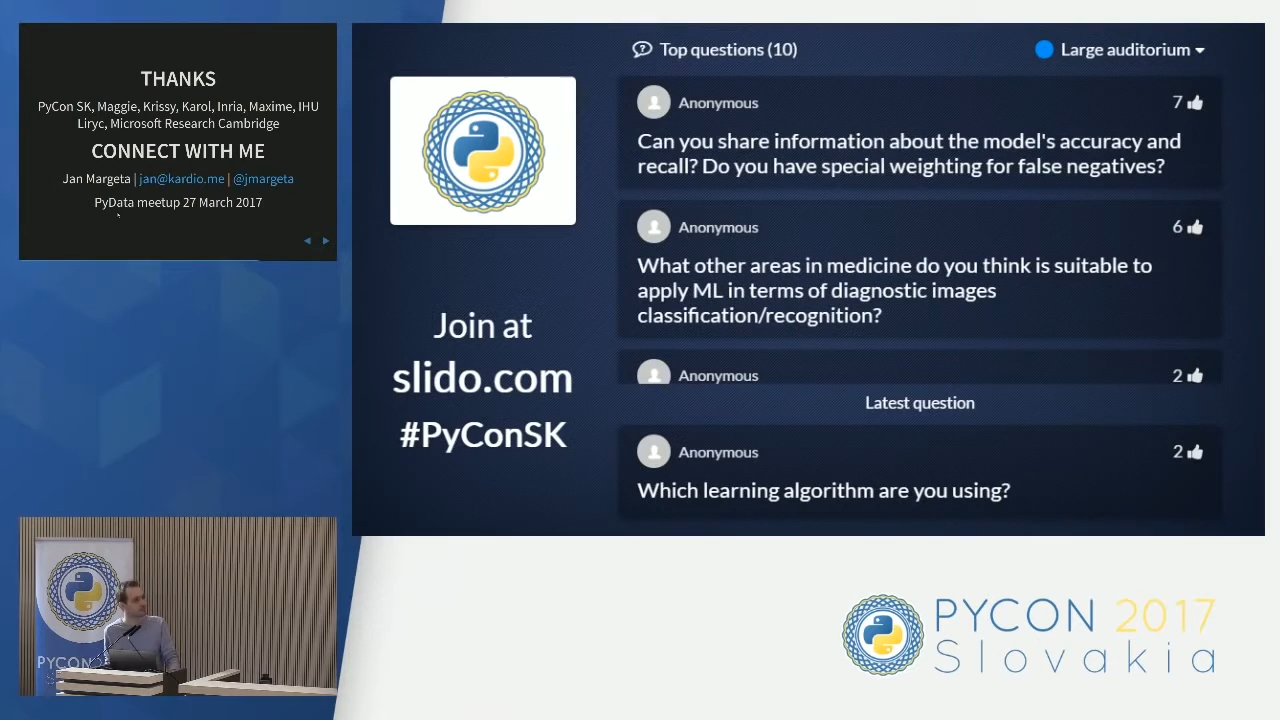 THANKS
PyCon SK, Maggie, Krissy, Karol, Inria, Maxime, IHU
Liryc, Microsoft Research Cambridge
CONNECT WITH ME
Jan Margeta | jan@kardio.me | @jmargeta
PyData meetup 27 March 2017
Join at
slido.com
#PyConSK
Top questions (10)
Large auditorium
Anonymous
7
Can you share information about the model's accuracy and
recall? Do you have special weighting for false negatives?
Anonymous
6
What other areas in medicine do you think is suitable to
apply ML in terms of diagnostic images
classification/recognition?
Anonymous
2
Latest question
Anonymous
2
Which learning algorithm are you using?
PYCON
PYCON 2017
Slovakia